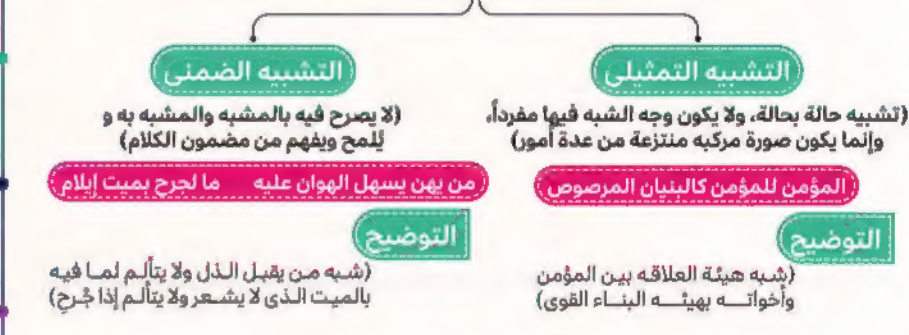 التشبيه التمثيلى
(تشبيه حالة بحالة، ولا يكون وجه الشبه فيها مفرداً،
وإنما يكون صورة مركبه منتزعة من عدة أمور)
المؤمن للمؤمن كالبنيان المرصوص
التوضيح
(شبه هيئة العلاقه بين المؤمن
وأخواته بهيئه البناء القوى)
التشبيه الضمنى
(لا يصرح فيه بالمشبه والمشبه به و
يُلمح ويفهم من مضمون الكلام)
من يهن يسهل الهوان عليه ما لجرح بميت إيلام
التوضيح
(شبه من يقبل الذل ولا يتألم لما فيه
بالميت الذى لا يشعر ولا يتألم إذا جُرح)